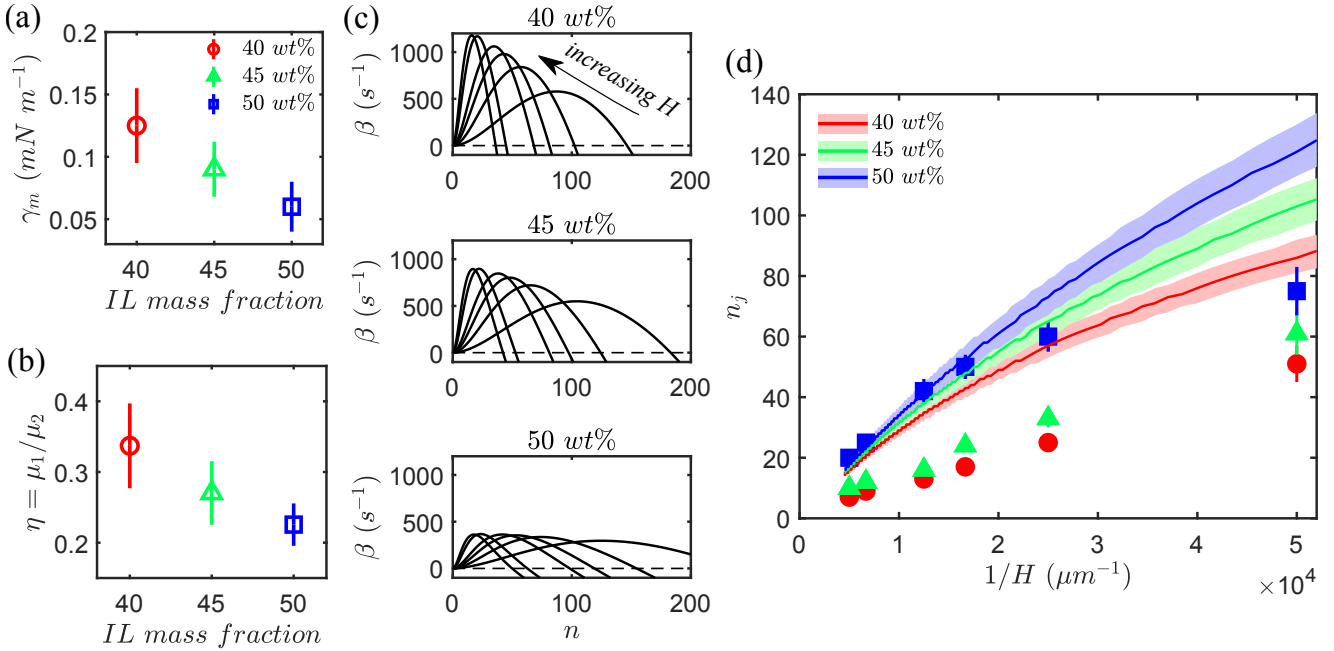 (a)
0.2
0.15
0.1
0.05
γₘ (mN m⁻¹)
40 wt%
45 wt%
50 wt%
40 45 50
IL mass fraction
(b)
0.4
0.3
0.2
η = μ₁/μ₂
40 45 50
IL mass fraction
(c)
40 wt%
1000
500
0
β (s⁻¹)
increasing H
0 100 200
45 wt%
1000
500
0
β (s⁻¹)
0 100 200
50 wt%
1000
500
0
β (s⁻¹)
0 100 200
n
(d)
140
120
100
80
60
40
20
0
nⱼ
40 wt%
45 wt%
50 wt%
0 1 2 3 4 5
1/H (μm⁻¹)
×10⁴